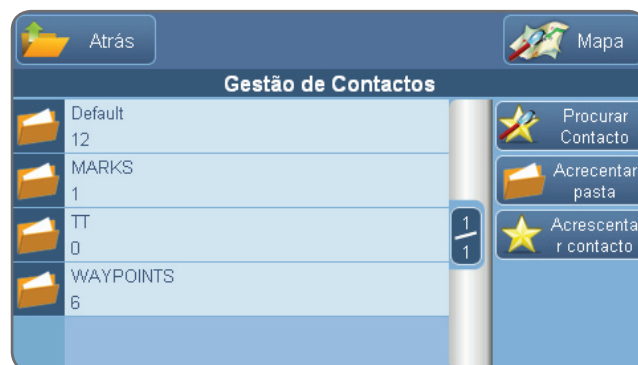 Atrás
Mapa
Gestão de Contactos
Default
12
MARKS
1
TT
0
WAYPOINTS
6
1
1
Procurar
Contacto
Acrecentar
pasta
Acrescenta
r contacto